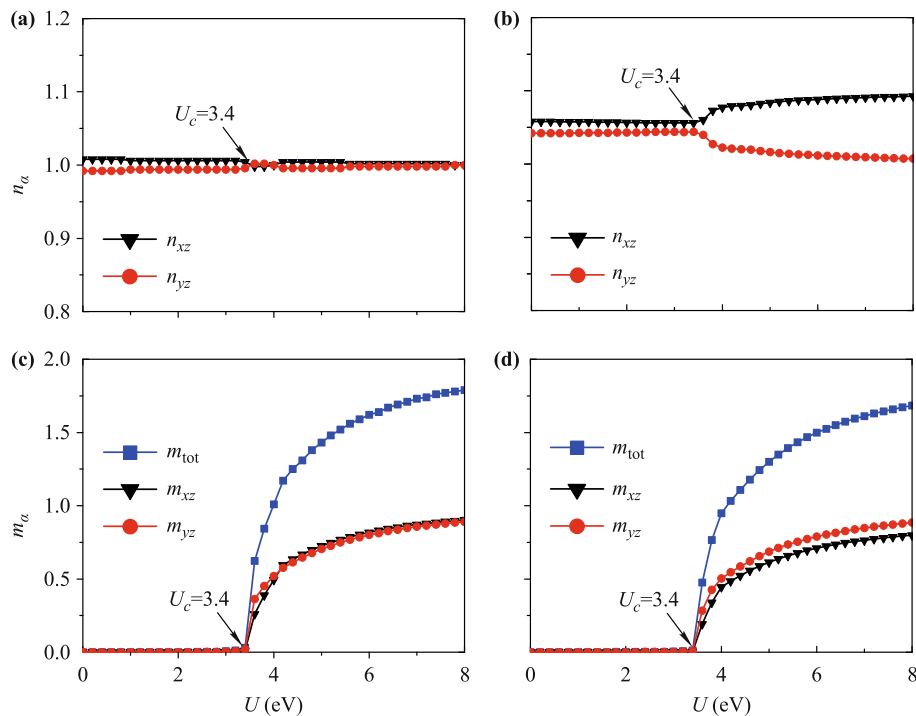 (a)
1.2
1.1
1.0
0.9
0.8
nα
Uc=3.4
nxz
nyz
(b)
Uc=3.4
nxz
nyz
(c)
2.0
1.5
1.0
0.5
0.0
mα
mtot
mxz
myz
Uc=3.4
0 2 4 6 8
U (eV)
(d)
mtot
mxz
myz
Uc=3.4
0 2 4 6 8
U (eV)